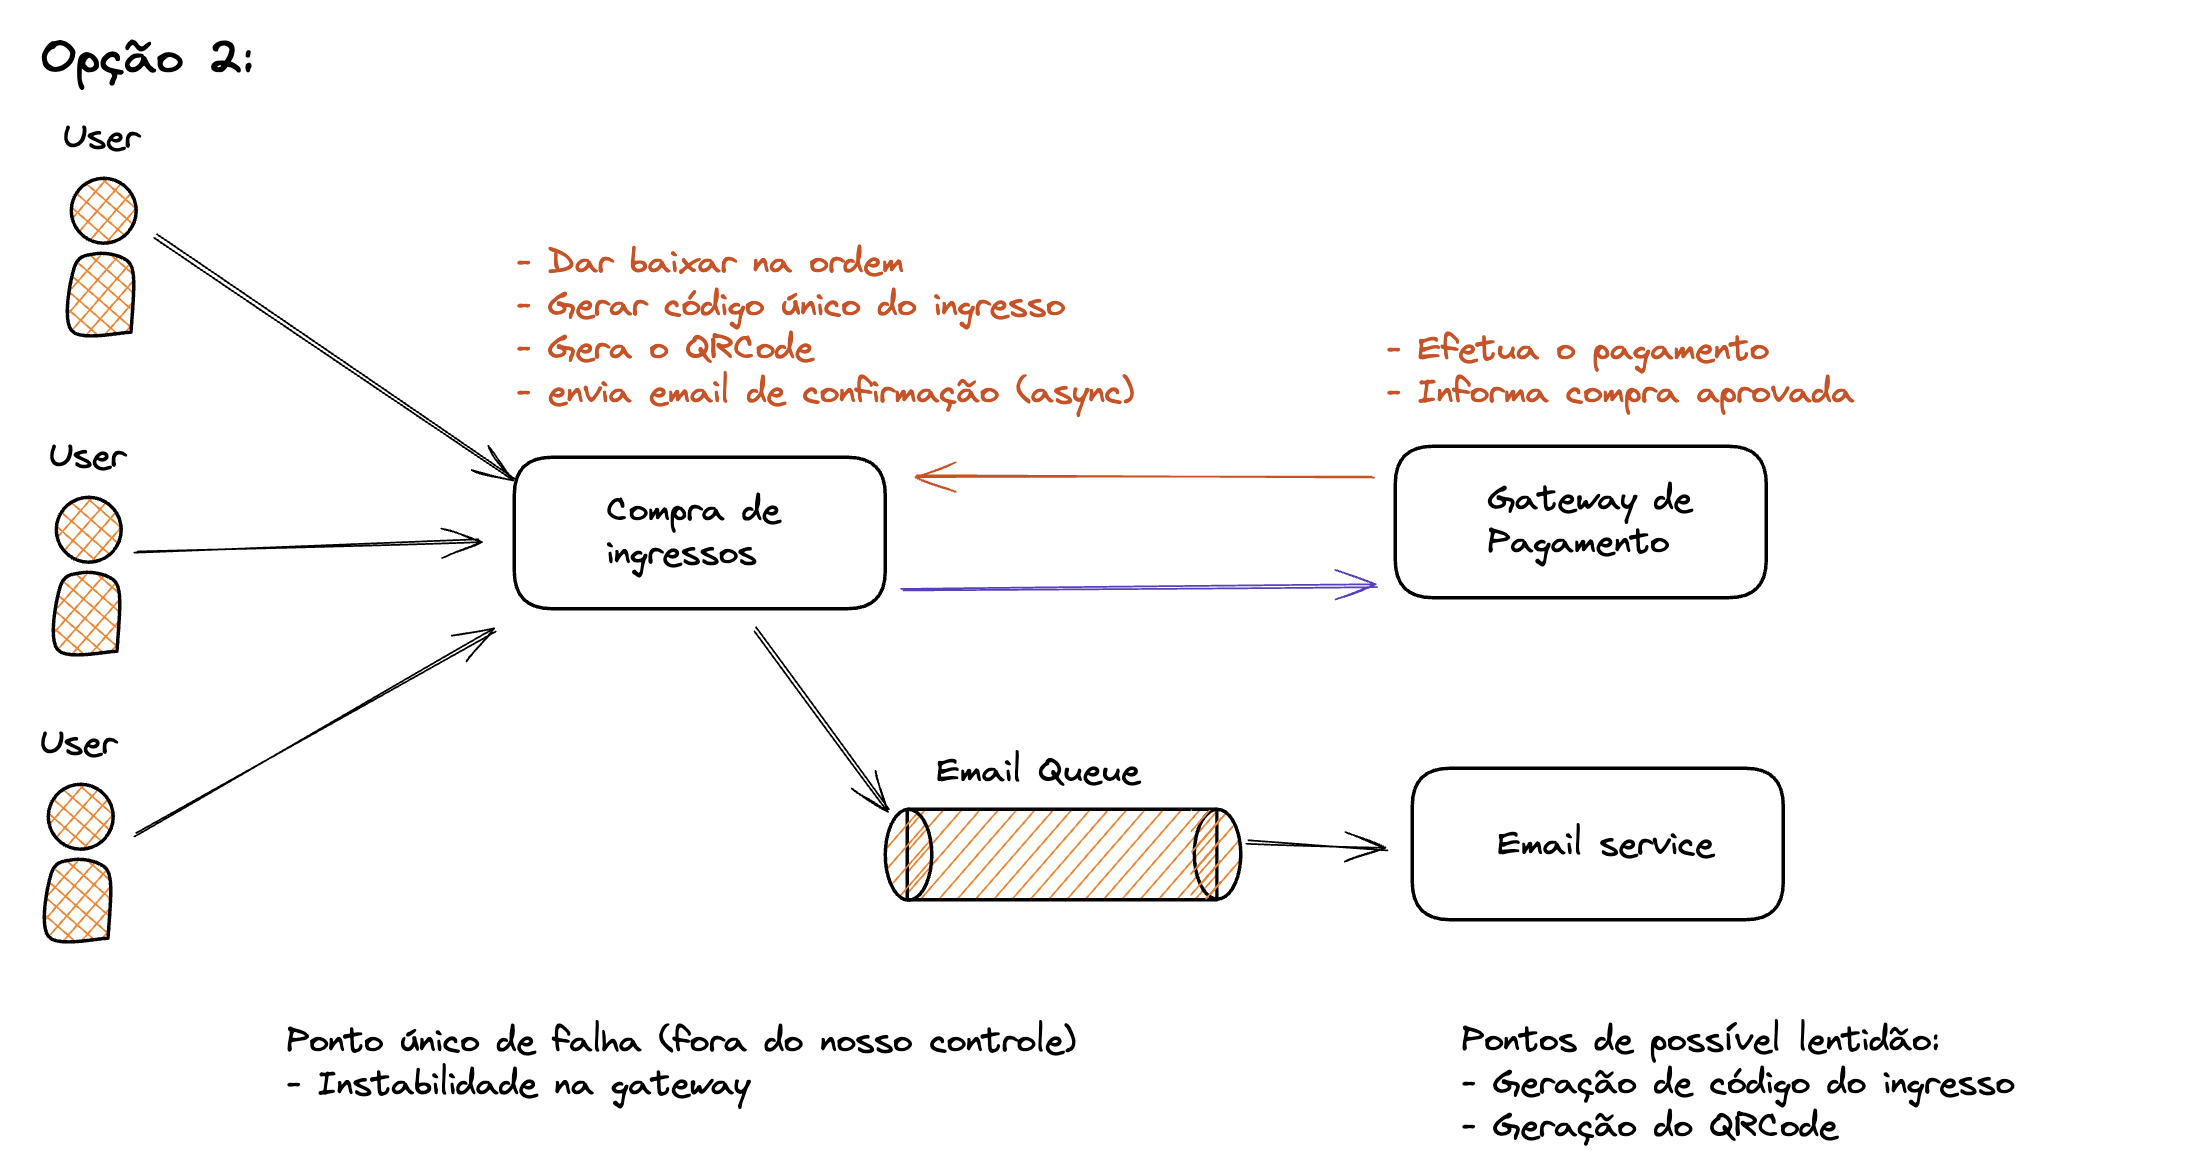 Opção 2:
User
- Dar baixar na ordem
- Gerar código único do ingresso
- Gera o QRCode
- envia email de confirmação (async)
- Efetua o pagamento
- Informa compra aprovada
User
Compra de
ingressos
Gateway de
Pagamento
User
Email Queue
Email service
Ponto único de falha (fora do nosso controle)
- Instabilidade na gateway
Pontos de possível lentidão:
- Geração de código do ingresso
- Geração do QRCode